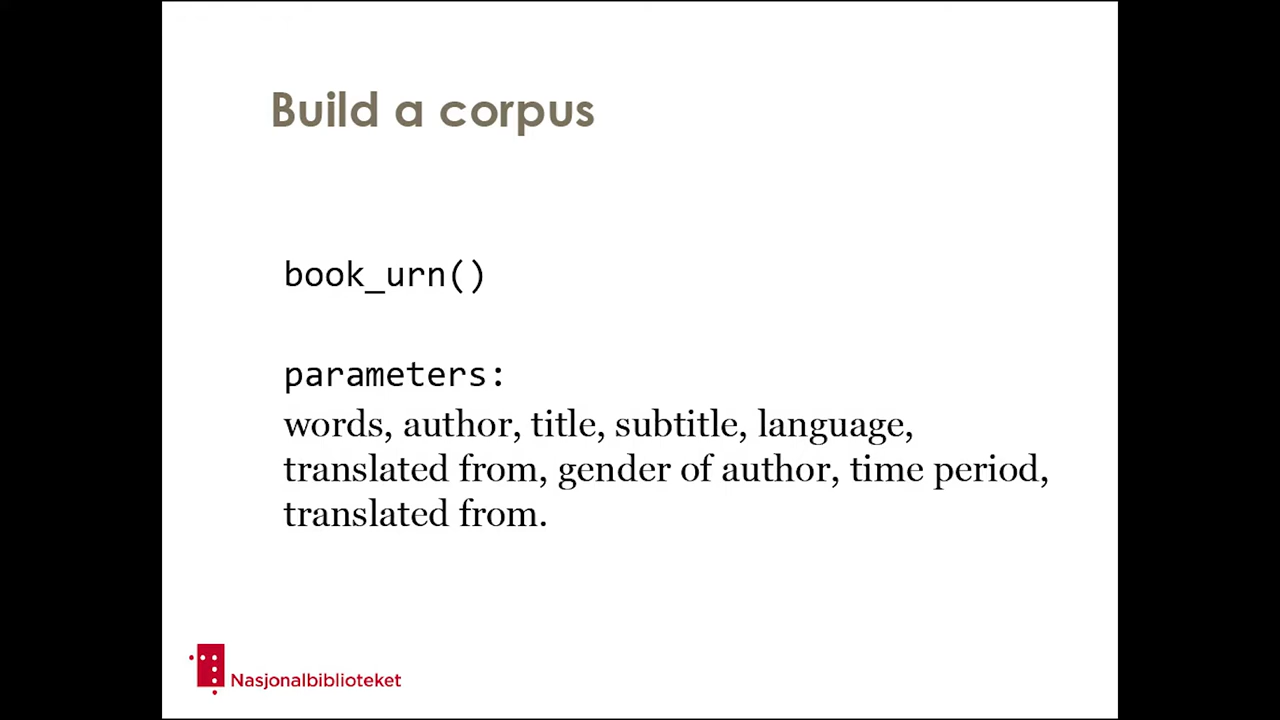 Build a corpus
book_urn()
parameters:
words, author, title, subtitle, language,
translated from, gender of author, time period,
translated from.
Nasjonalbiblioteket